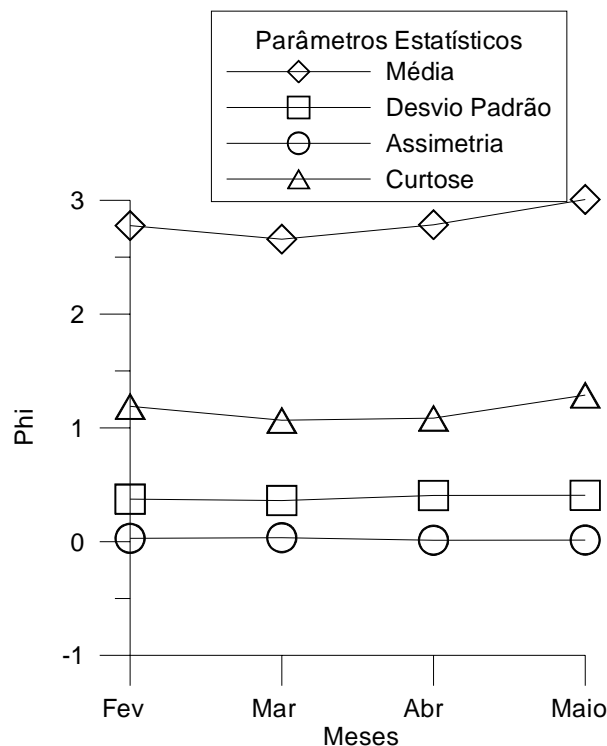 Parâmetros Estatísticos
Média
Desvio Padrão
Assimetria
Curtose
3
2
1
0
-1
Phi
Fev Mar Abr Maio
Meses